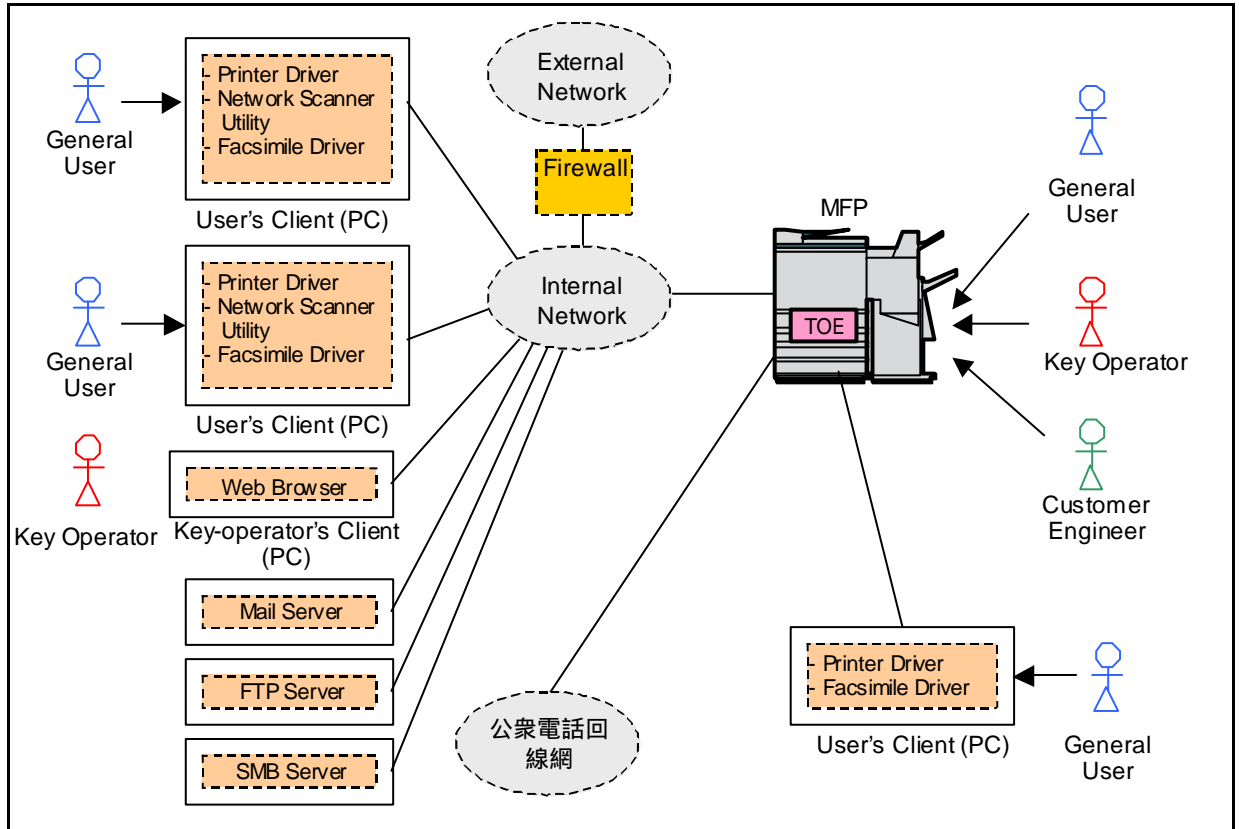 - Printer Driver
- Network Scanner
Utility
- Facsimile Driver
General
User
User's Client (PC)
External
Network
Firewall
Internal
Network
MFP
TOE
General
User
Key Operator
Customer
Engineer
- Printer Driver
- Network Scanner
Utility
- Facsimile Driver
General
User
User's Client (PC)
Web Browser
Key Operator
Key-operator's Client
(PC)
Mail Server
FTP Server
SMB Server
公衆電話回
線網
- Printer Driver
- Facsimile Driver
User's Client (PC)
General
User